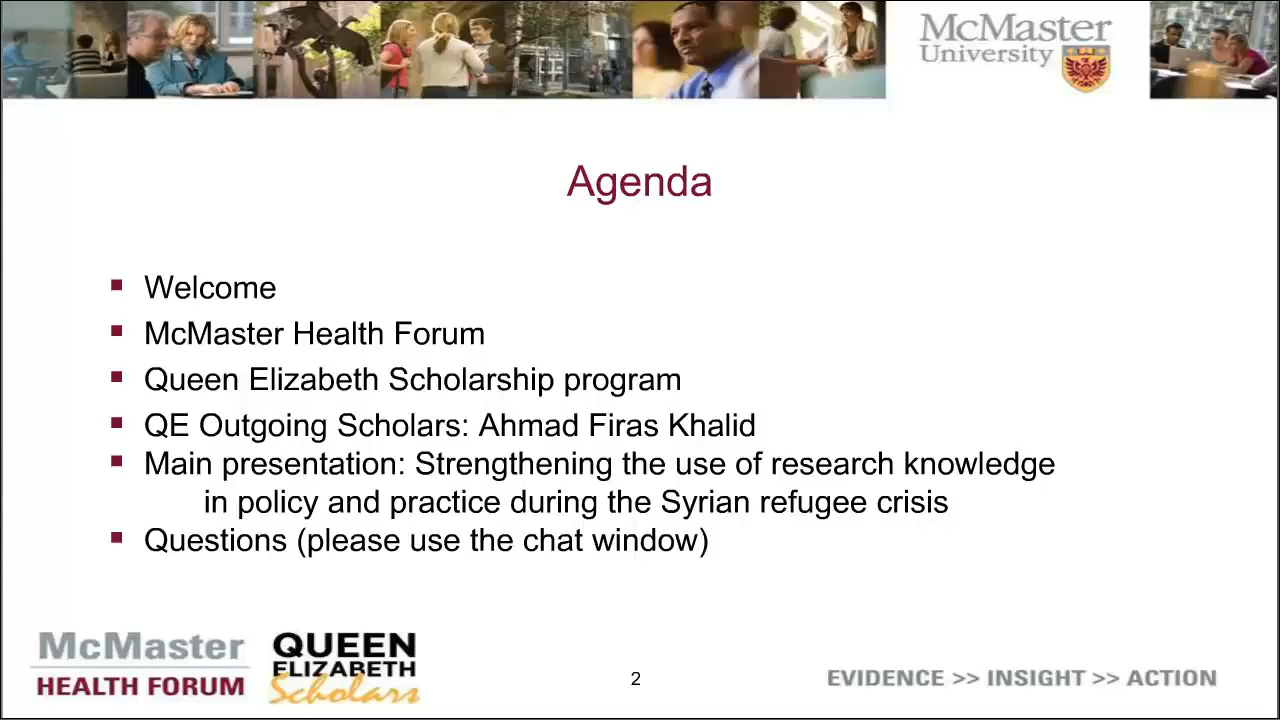 McMaster
University
Agenda
Welcome
McMaster Health Forum
Queen Elizabeth Scholarship program
QE Outgoing Scholars: Ahmad Firas Khalid
Main presentation: Strengthening the use of research knowledge
in policy and practice during the Syrian refugee crisis
Questions (please use the chat window)
McMaster
HEALTH FORUM
QUEEN
ELIZABETH
Scholars
2
EVIDENCE >> INSIGHT >> ACTION